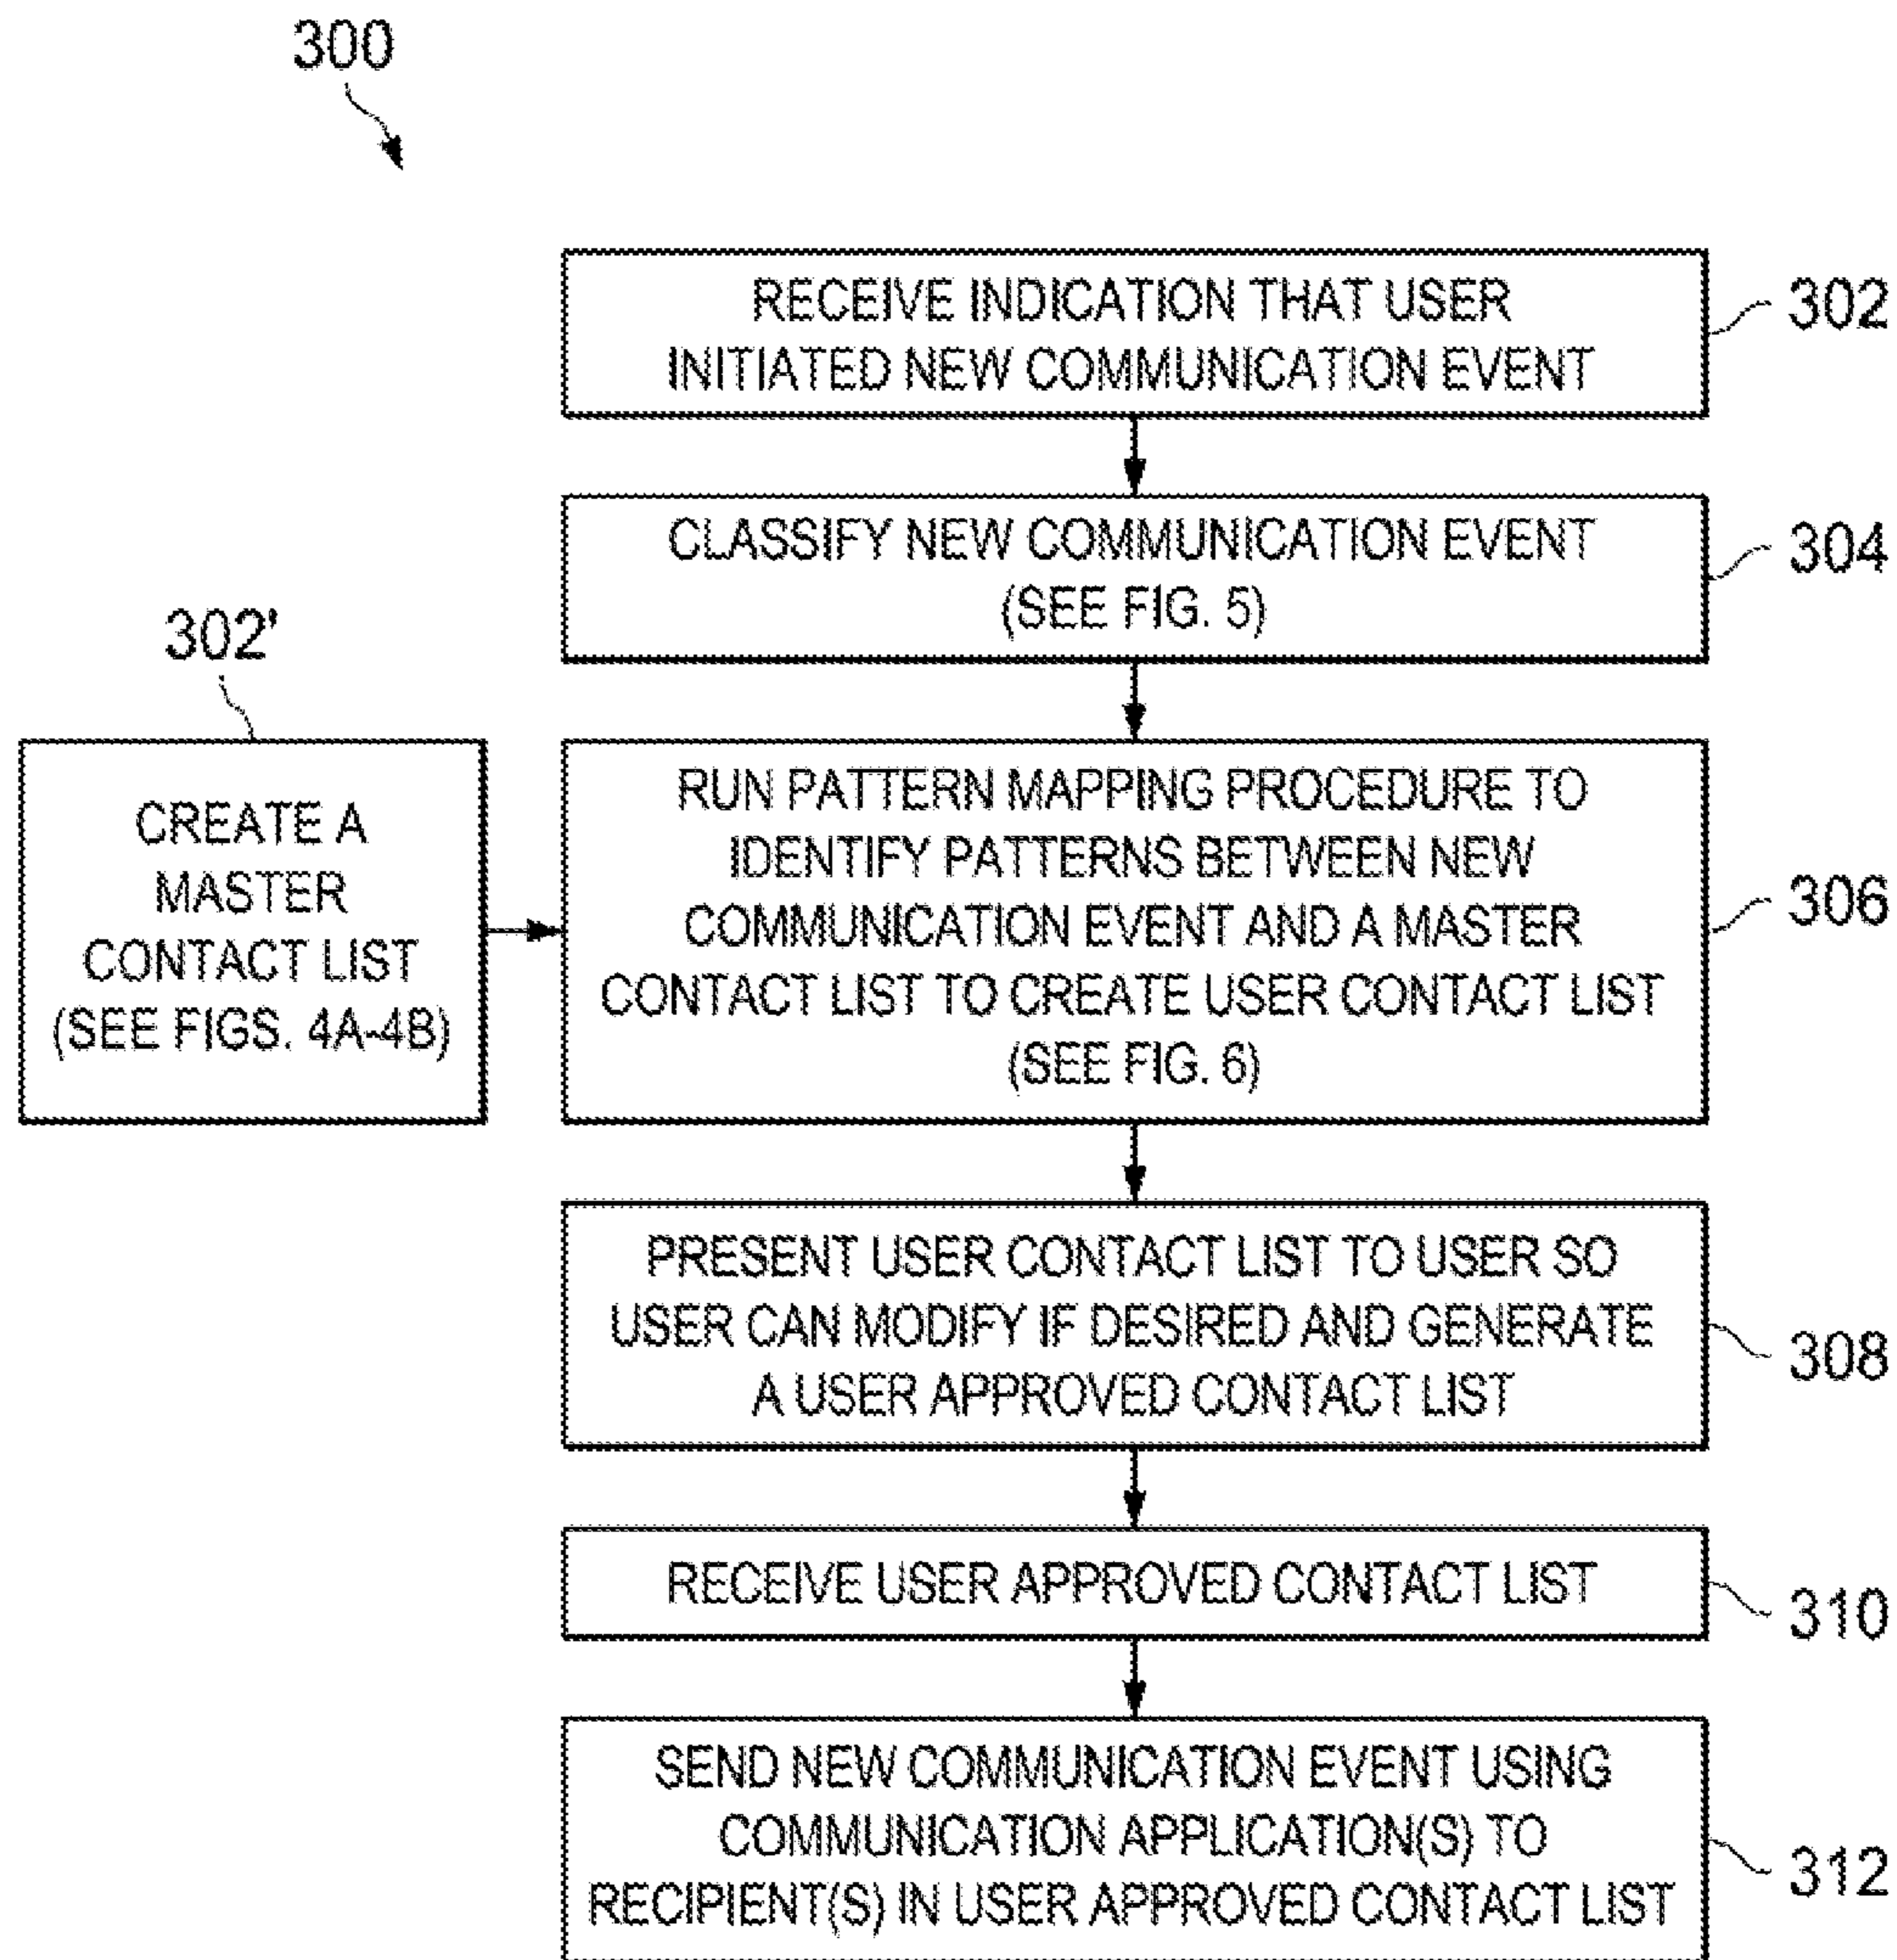 300
RECEIVE INDICATION THAT USER
INITIATED NEW COMMUNICATION EVENT
302
CLASSIFY NEW COMMUNICATION EVENT
(SEE FIG. 5)
304
302'
CREATE A
MASTER
CONTACT LIST
(SEE FIGS. 4A-4B)
RUN PATTERN MAPPING PROCEDURE TO
IDENTIFY PATTERNS BETWEEN NEW
COMMUNICATION EVENT AND A MASTER
CONTACT LIST TO CREATE USER CONTACT LIST
(SEE FIG. 6)
306
PRESENT USER CONTACT LIST TO USER SO
USER CAN MODIFY IF DESIRED AND GENERATE
A USER APPROVED CONTACT LIST
308
RECEIVE USER APPROVED CONTACT LIST
310
SEND NEW COMMUNICATION EVENT USING
COMMUNICATION APPLICATION(S) TO
RECIPIENT(S) IN USER APPROVED CONTACT LIST
312